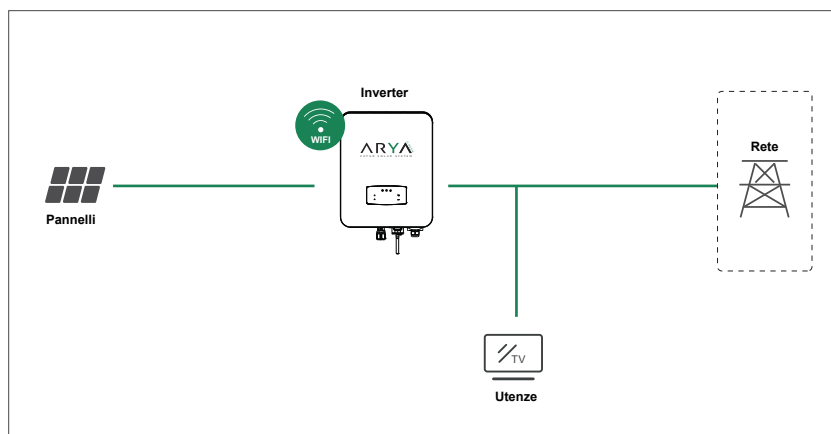 Inverter
WIFI
ARYA
Rete
Pannelli
TV
Utenze